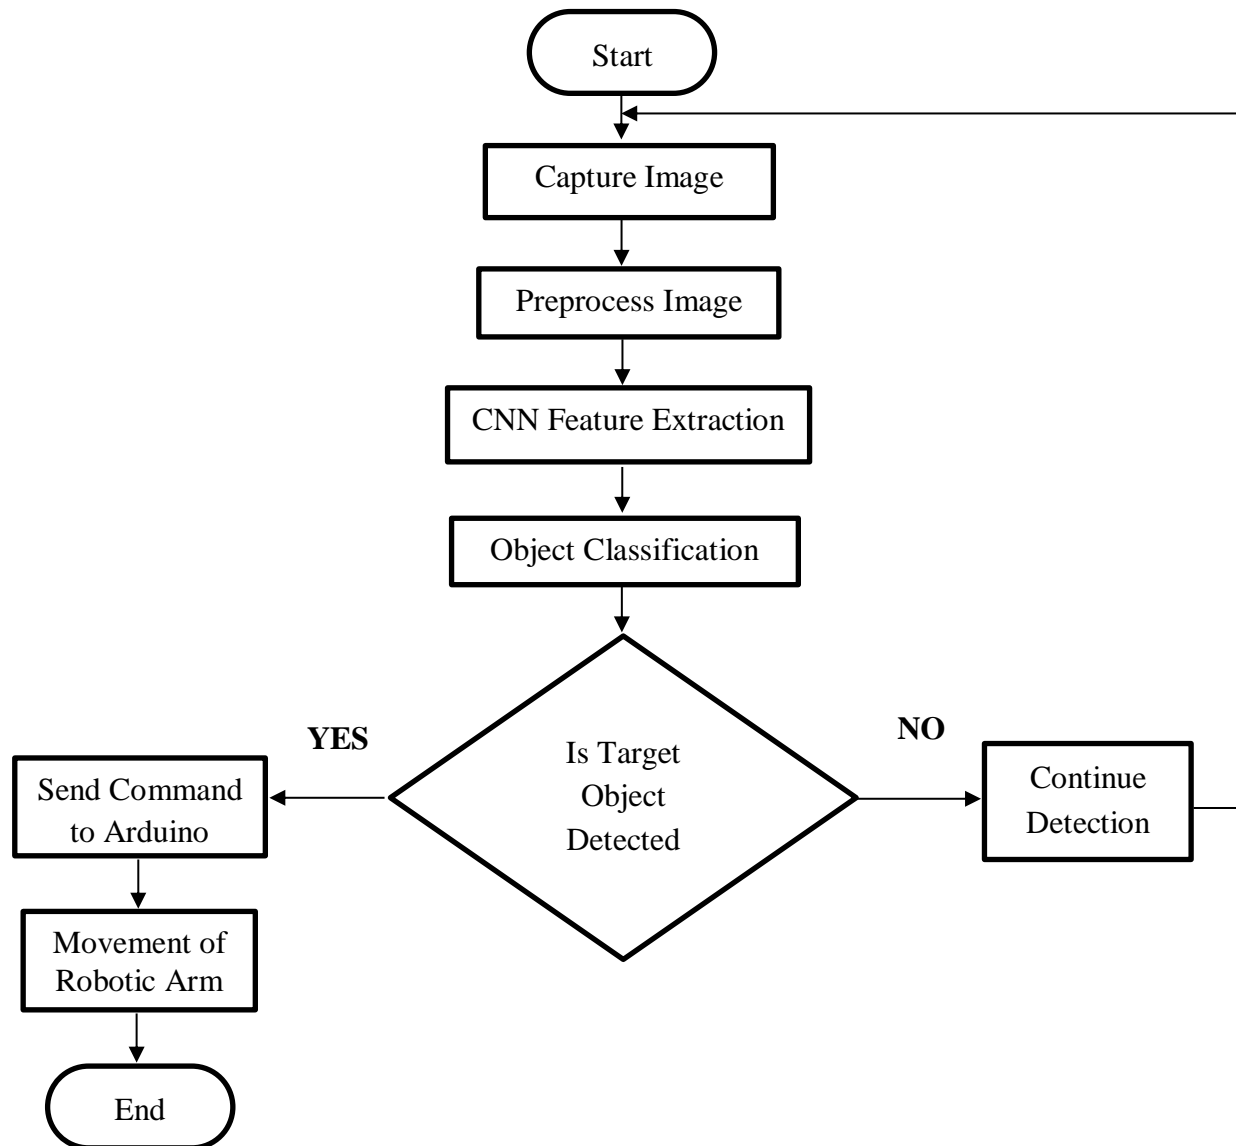 Start
Capture Image
Preprocess Image
CNN Feature Extraction
Object Classification
Is Target
Object
Detected
YES
NO
Send Command
to Arduino
Continue
Detection
Movement of
Robotic Arm
End